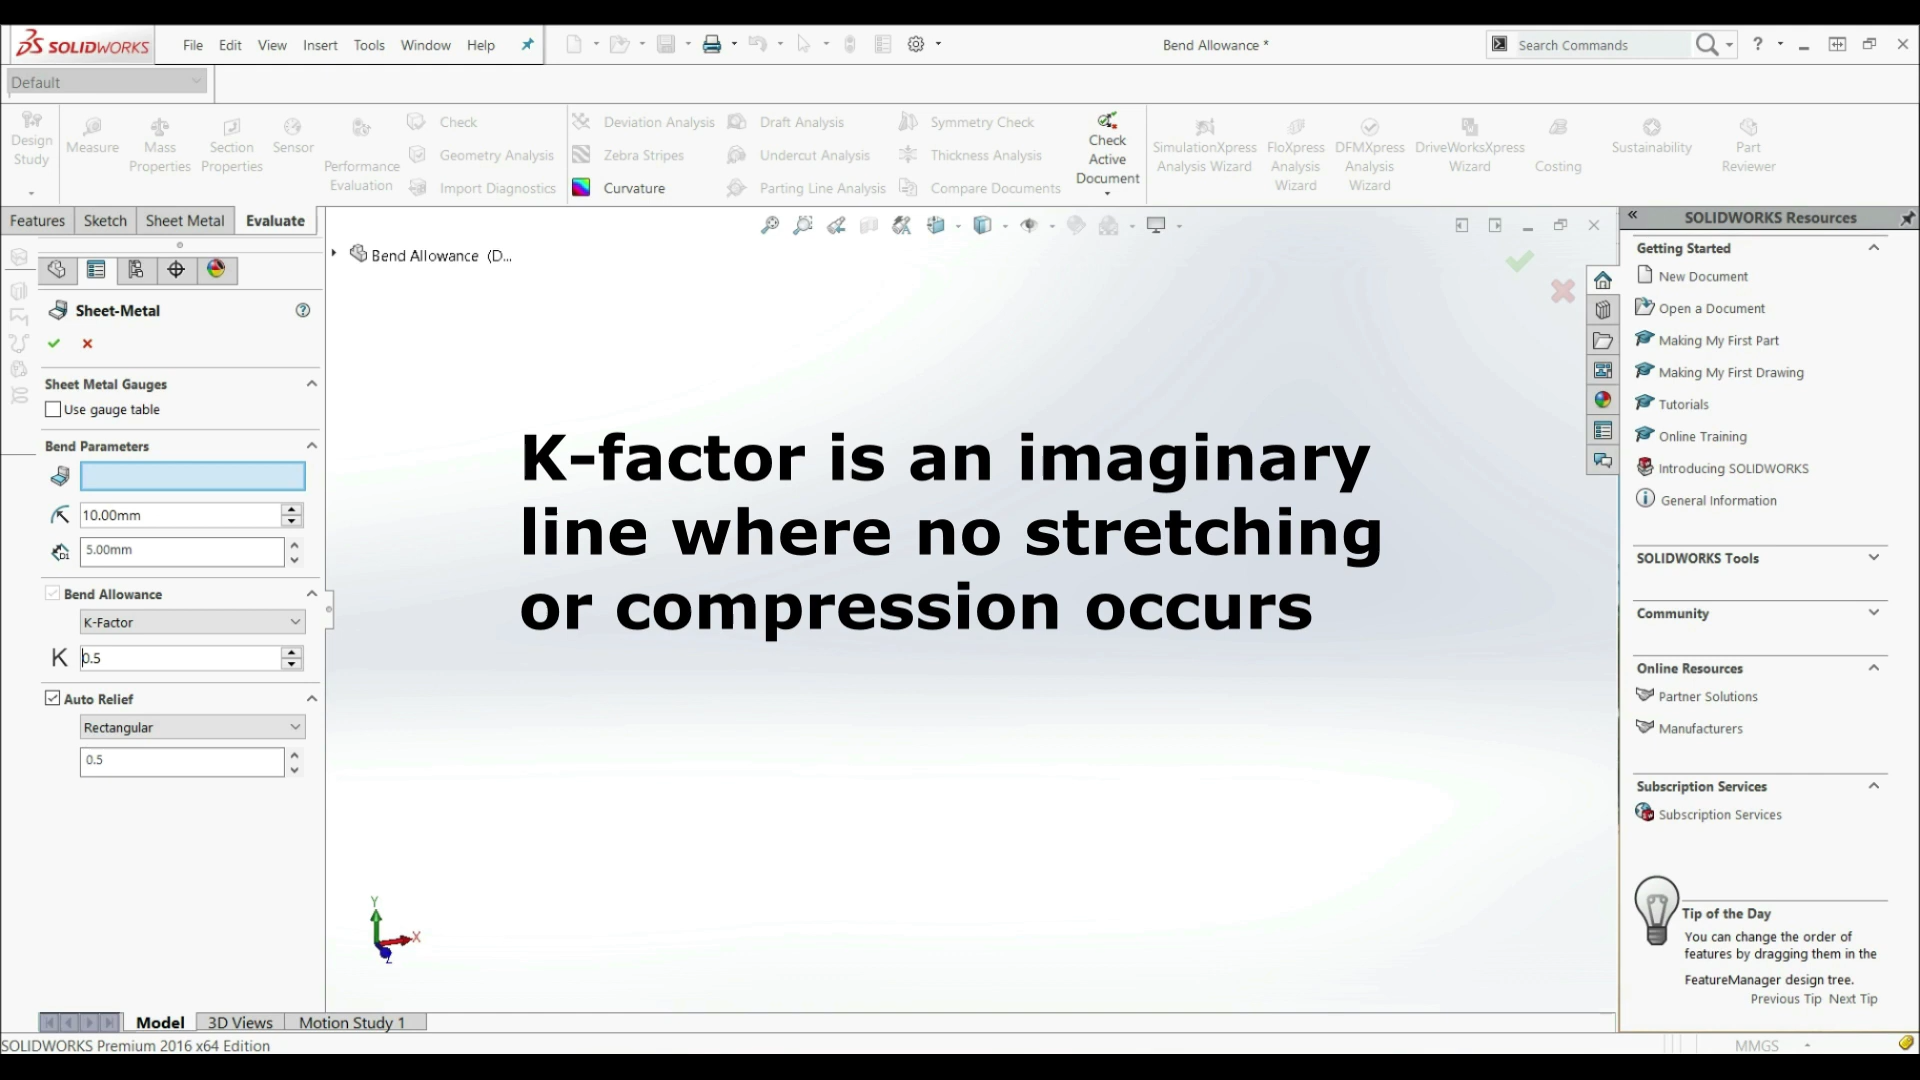 SOLIDWORKS
File Edit View Insert Tools Window Help
Bend Allowance *
Search Commands
?
Default
Design Study
Measure
Mass Properties
Section Properties
Sensor
Performance Evaluation
Check
Geometry Analysis
Import Diagnostics
Deviation Analysis
Zebra Stripes
Curvature
Draft Analysis
Undercut Analysis
Parting Line Analysis
Symmetry Check
Thickness Analysis
Compare Documents
Check Active Document
SimulationXpress Analysis Wizard
FloXpress Analysis Wizard
DFMXpress Analysis Wizard
DriveWorksXpress Wizard
Costing
Sustainability
Part Reviewer
Features Sketch Sheet Metal Evaluate
Bend Allowance (D...
Sheet-Metal
Sheet Metal Gauges
Use gauge table
Bend Parameters
10.00mm
D1 5.00mm
Bend Allowance
K-Factor
K 0.5
Auto Relief
Rectangular
0.5
K-factor is an imaginary
line where no stretching
or compression occurs
Y
X
Z
SOLIDWORKS Resources
Getting Started
New Document
Open a Document
Making My First Part
Making My First Drawing
Tutorials
Online Training
Introducing SOLIDWORKS
General Information
SOLIDWORKS Tools
Community
Online Resources
Partner Solutions
Manufacturers
Subscription Services
Subscription Services
Tip of the Day
You can change the order of
features by dragging them in the
FeatureManager design tree.
Previous Tip Next Tip
Model 3D Views Motion Study 1
SOLIDWORKS Premium 2016 x64 Edition
MMGS